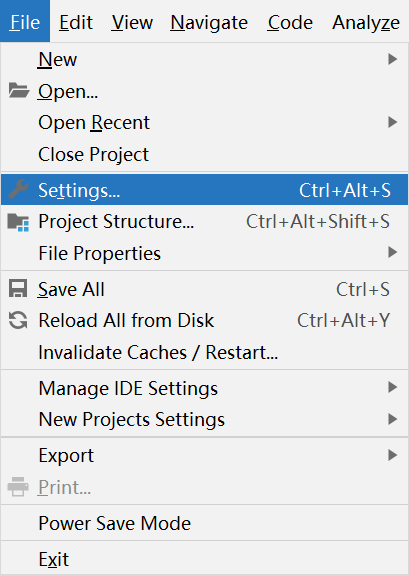 File Edit View Navigate Code Analyze
New
Open...
Open Recent
Close Project
Settings... Ctrl+Alt+S
Project Structure... Ctrl+Alt+Shift+S
File Properties
Save All Ctrl+S
Reload All from Disk Ctrl+Alt+Y
Invalidate Caches / Restart...
Manage IDE Settings
New Projects Settings
Export
Print...
Power Save Mode
Exit